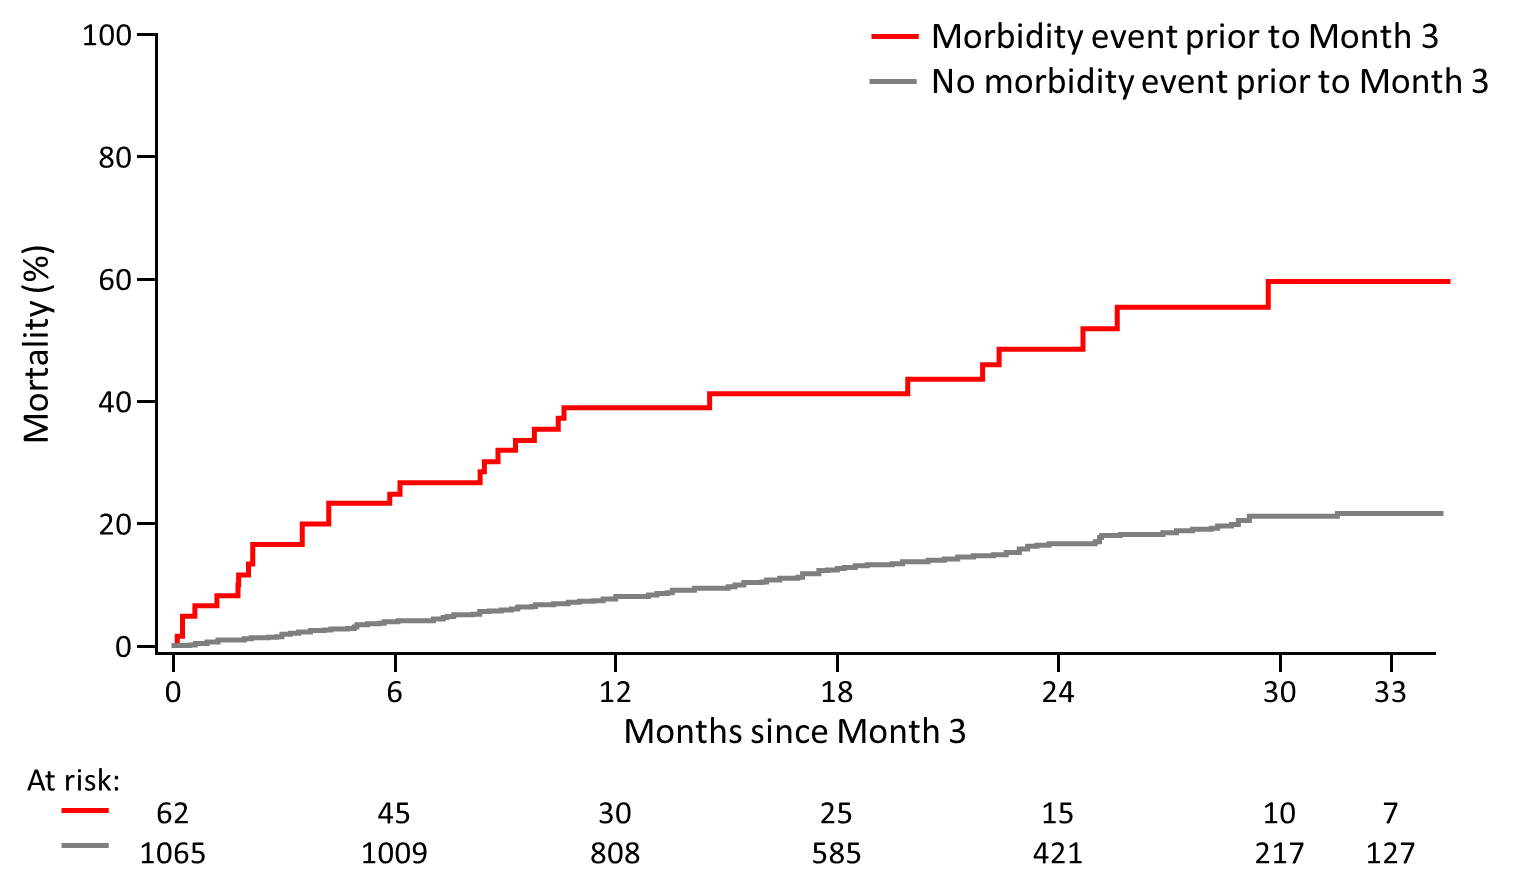 Morbidity event prior to Month 3
No morbidity event prior to Month 3
100
80
60
40
20
0
Mortality (%)
0 6 12 18 24 30 33
Months since Month 3
At risk:
62 45 30 25 15 10 7
1065 1009 808 585 421 217 127